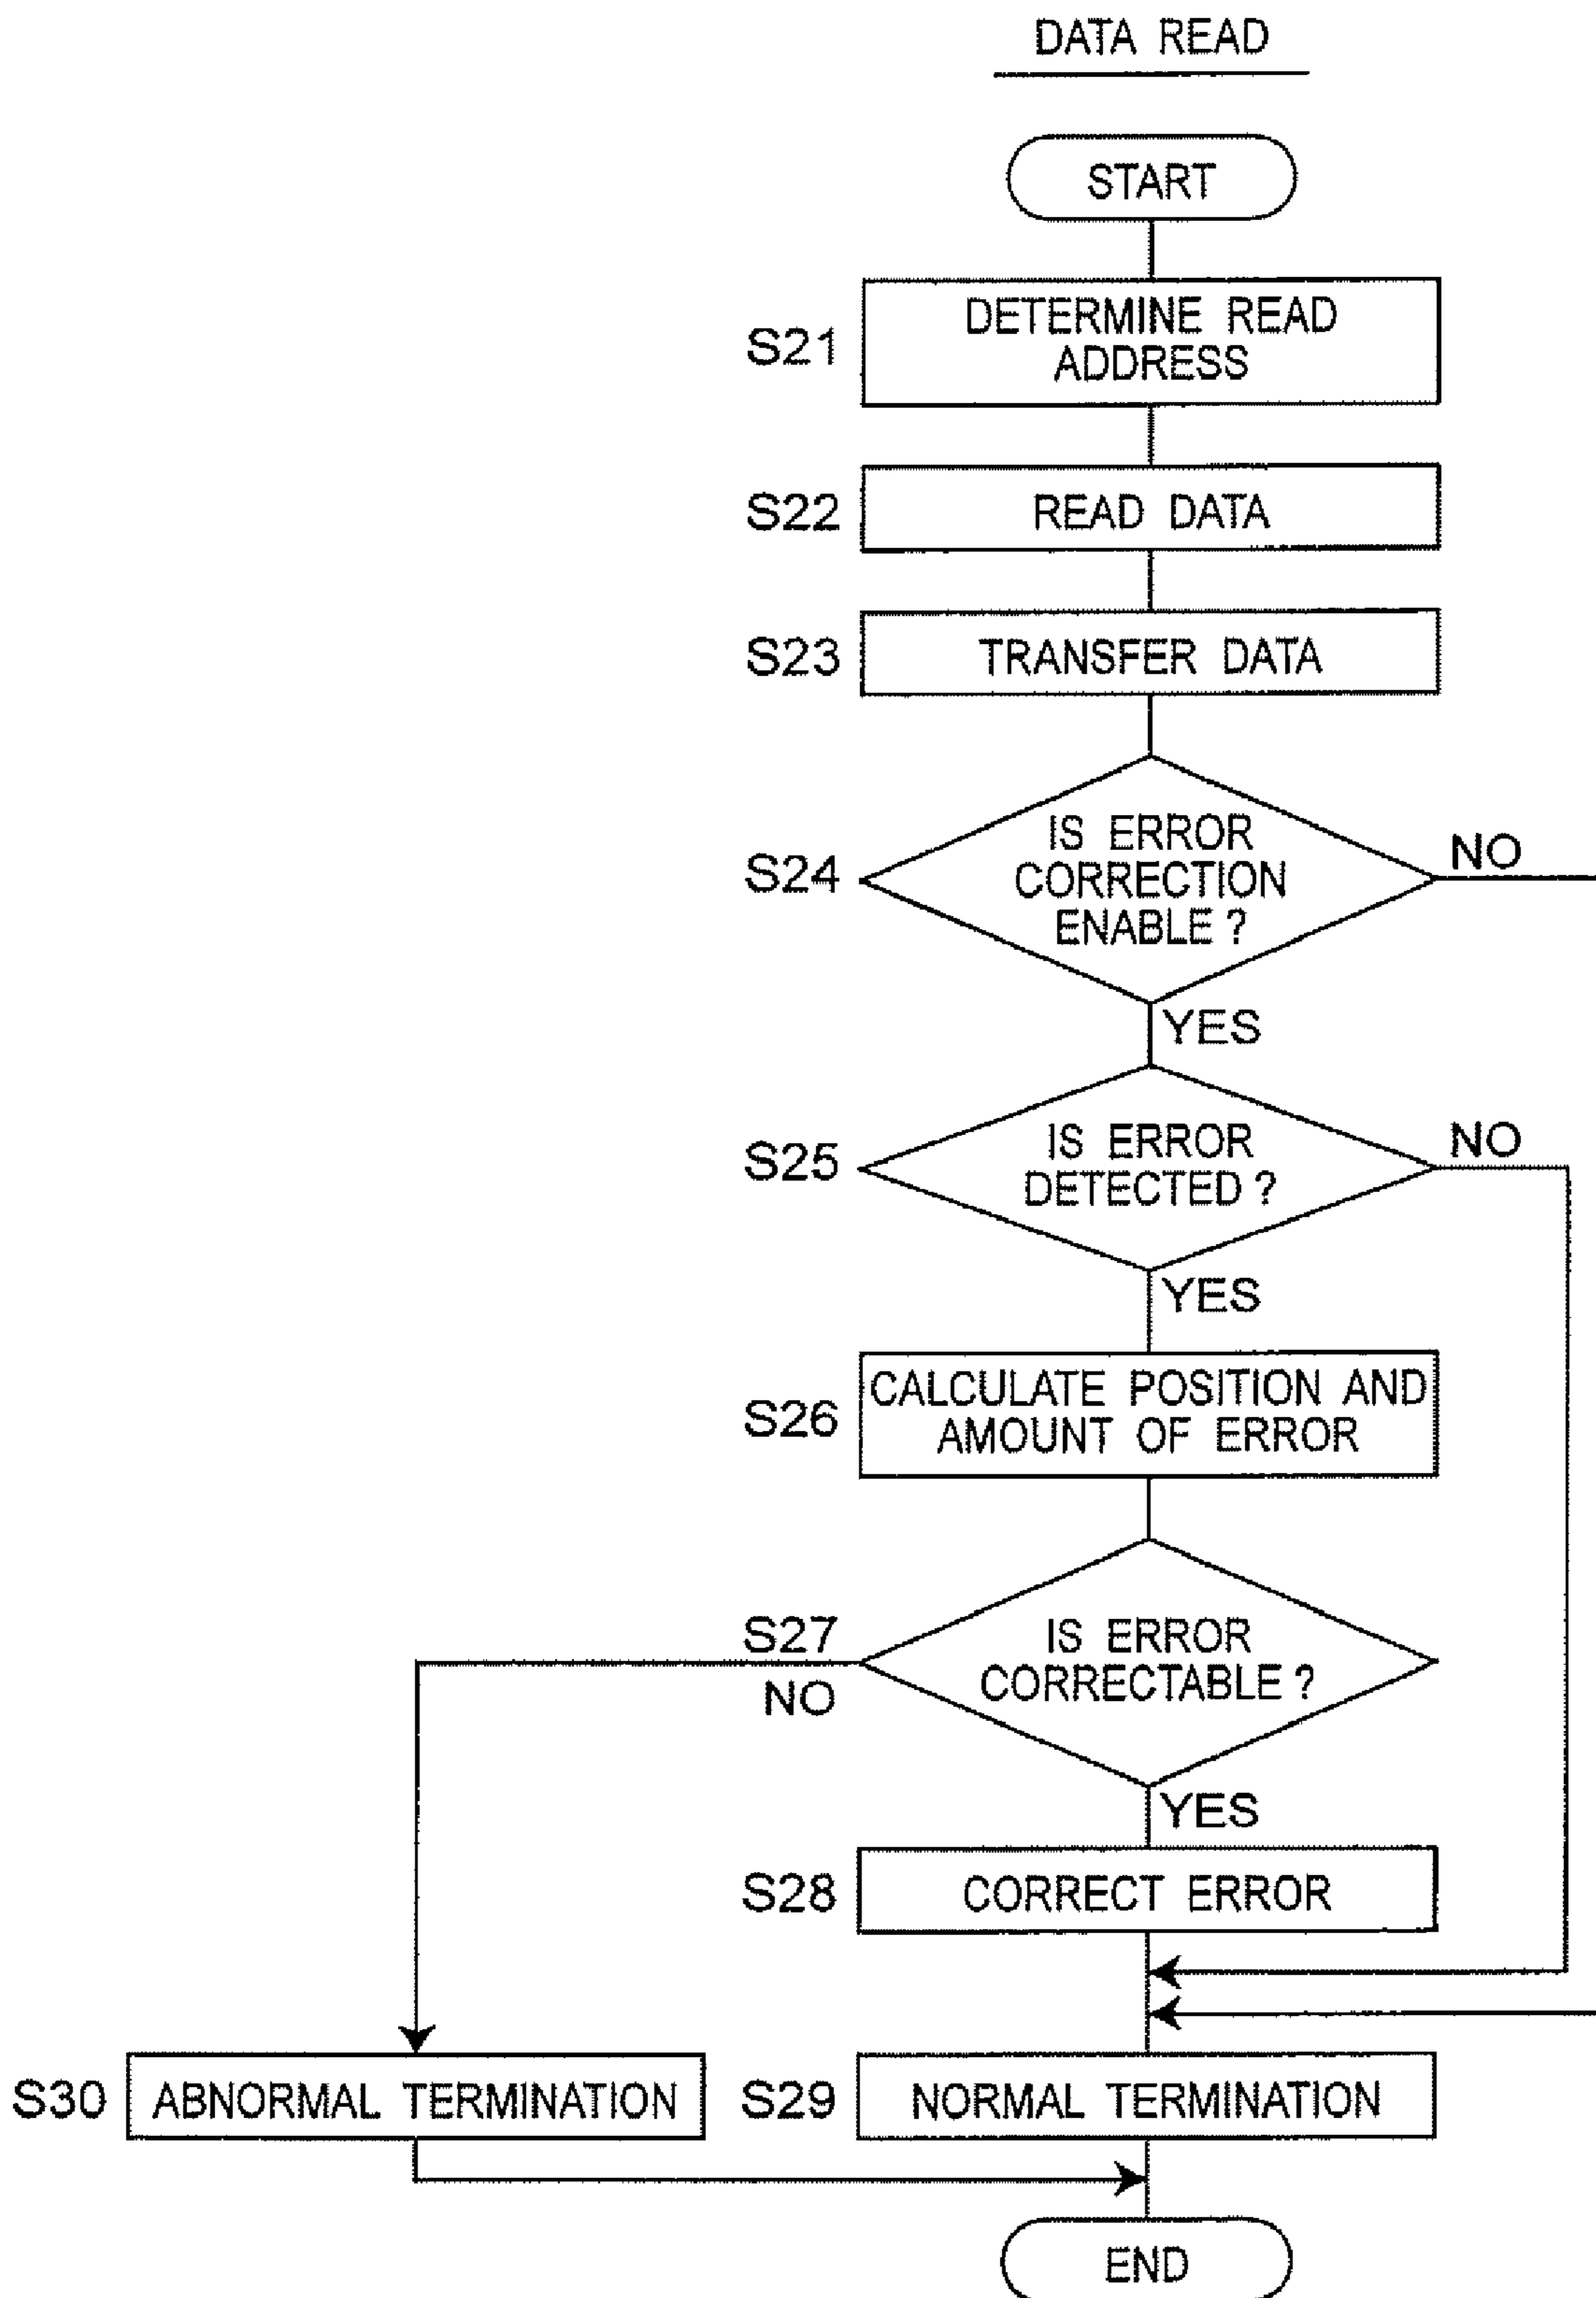 DATA READ
START
S21
DETERMINE READ
ADDRESS
S22
READ DATA
S23
TRANSFER DATA
S24
IS ERROR
CORRECTION
ENABLE ?
NO
YES
S25
IS ERROR
DETECTED ?
NO
YES
S26
CALCULATE POSITION AND
AMOUNT OF ERROR
S27
IS ERROR
CORRECTABLE ?
NO
YES
S28
CORRECT ERROR
S30
ABNORMAL TERMINATION
S29
NORMAL TERMINATION
END